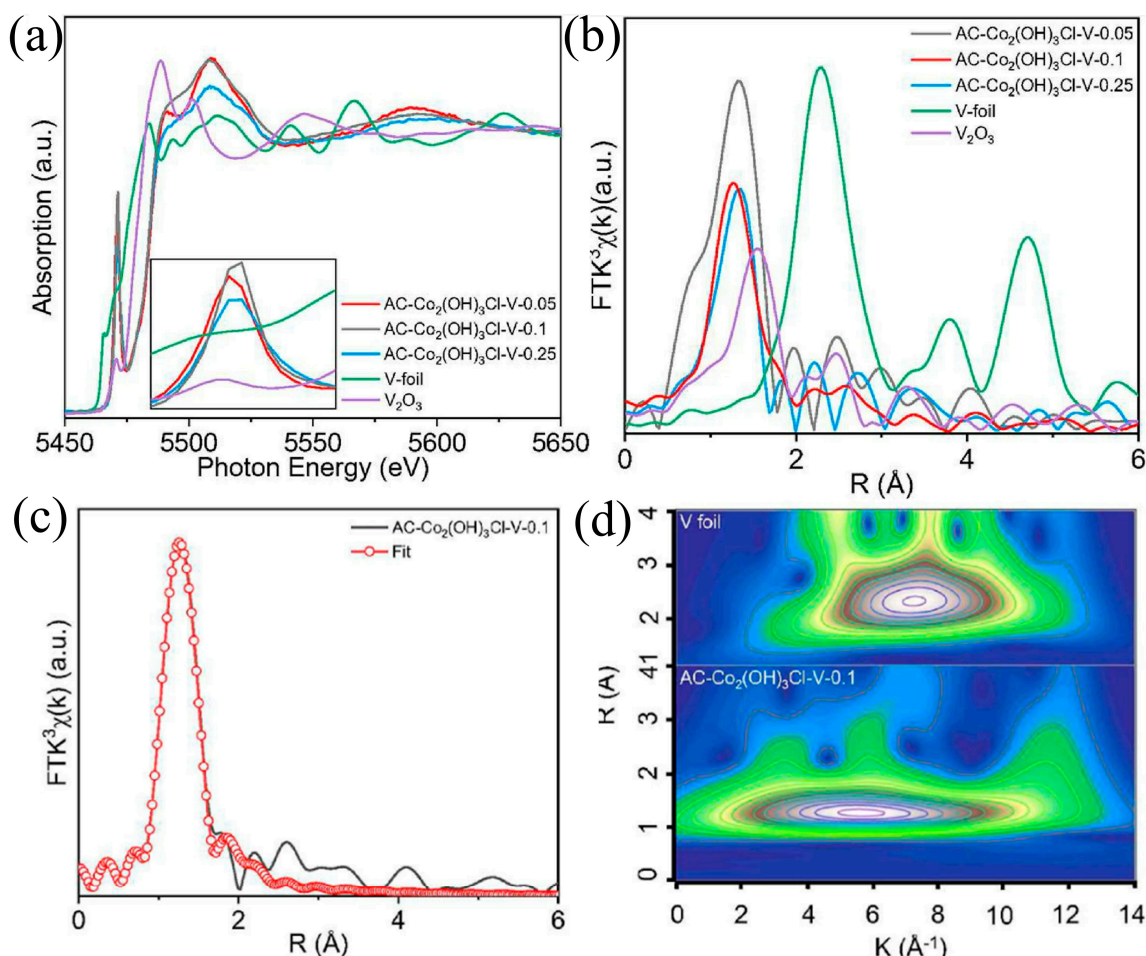 (a)
Absorption (a.u.)
AC-Co₂(OH)₃Cl-V-0.05
AC-Co₂(OH)₃Cl-V-0.1
AC-Co₂(OH)₃Cl-V-0.25
V-foil
V₂O₃
5450 5500 5550 5600 5650
Photon Energy (eV)
(b)
FTK³χ(k)(a.u.)
AC-Co₂(OH)₃Cl-V-0.05
AC-Co₂(OH)₃Cl-V-0.1
AC-Co₂(OH)₃Cl-V-0.25
V-foil
V₂O₃
0 2 4 6
R (Å)
(c)
FTK³χ(k) (a.u.)
AC-Co₂(OH)₃Cl-V-0.1
Fit
0 2 4 6
R (Å)
(d)
V foil
4
3
2
41
AC-Co₂(OH)₃Cl-V-0.1
R (A)
3
2
1
0
0 2 4 6 8 10 12 14
K (Å⁻¹)